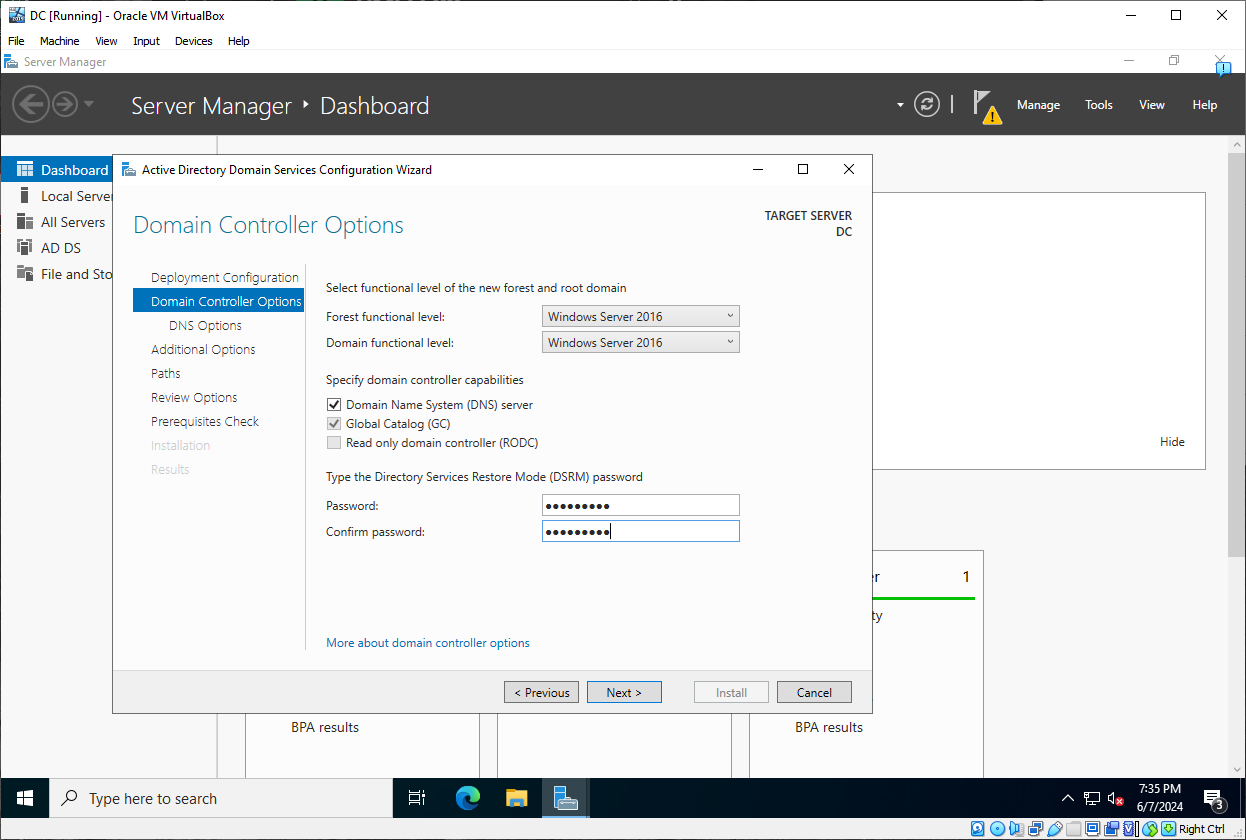 DC [Running] - Oracle VM VirtualBox
File Machine View Input Devices Help
Server Manager
Server Manager Dashboard
Manage Tools View Help
Dashboard
Local Server
All Servers
AD DS
File and Sto
Active Directory Domain Services Configuration Wizard
Domain Controller Options
TARGET SERVER
DC
Deployment Configuration
Domain Controller Options
DNS Options
Additional Options
Paths
Review Options
Prerequisites Check
Installation
Results
Select functional level of the new forest and root domain
Forest functional level: Windows Server 2016
Domain functional level: Windows Server 2016
Specify domain controller capabilities
Domain Name System (DNS) server
Global Catalog (GC)
Read only domain controller (RODC)
Type the Directory Services Restore Mode (DSRM) password
Password: ●●●●●●●●●
Confirm password: ●●●●●●●●●
More about domain controller options
< Previous Next > Install Cancel
Hide
er 1
ty
BPA results
BPA results
Type here to search
7:35 PM
6/7/2024
3
Right Ctrl